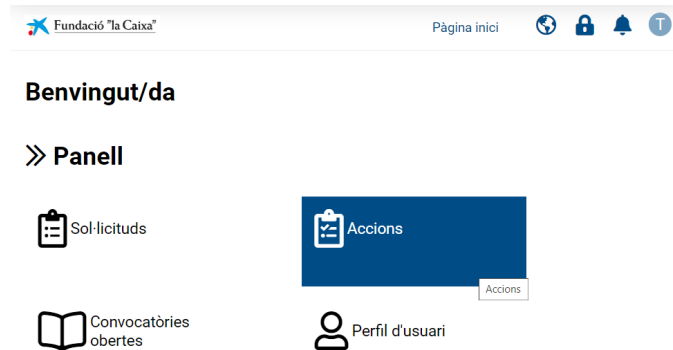 Fundació "la Caixa"
Pàgina inici
T
Benvingut/da
Panell
Sol·licituds
Accions
Accions
Convocatòries
obertes
Perfil d'usuari